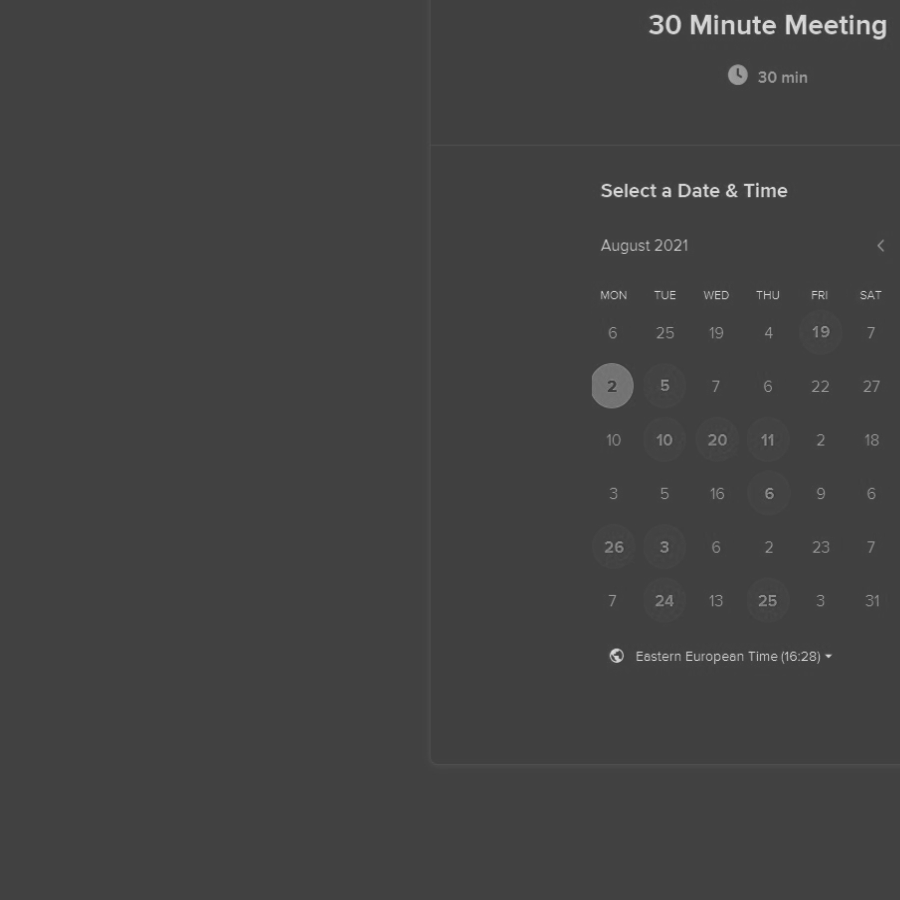 30 Minute Meeting
30 min
Select a Date & Time
August 2021
MON TUE WED THU FRI SAT
6 25 19 4 19 7
2 5 7 6 22 27
10 10 20 11 2 18
3 5 16 6 9 6
26 3 6 2 23 7
7 24 13 25 3 31
Eastern European Time (16:28)